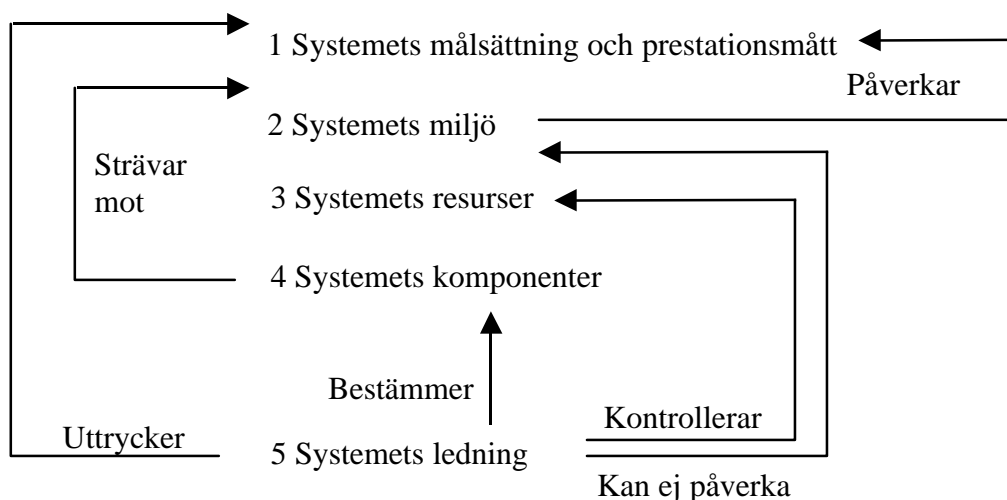 1 Systemets målsättning och prestationsmått
Påverkar
2 Systemets miljö
Strävar
mot
3 Systemets resurser
4 Systemets komponenter
Bestämmer
Kontrollerar
Uttrycker
5 Systemets ledning
Kan ej påverka